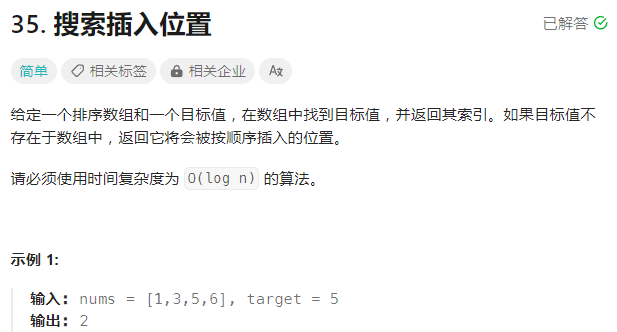 35. 搜索插入位置
已解答
简单
相关标签
相关企业
给定一个排序数组和一个目标值，在数组中找到目标值，并返回其索引。如果目标值不
存在于数组中，返回它将会被按顺序插入的位置。
请必须使用时间复杂度为 O(log n) 的算法。
示例 1:
输入: nums = [1,3,5,6], target = 5
输出: 2